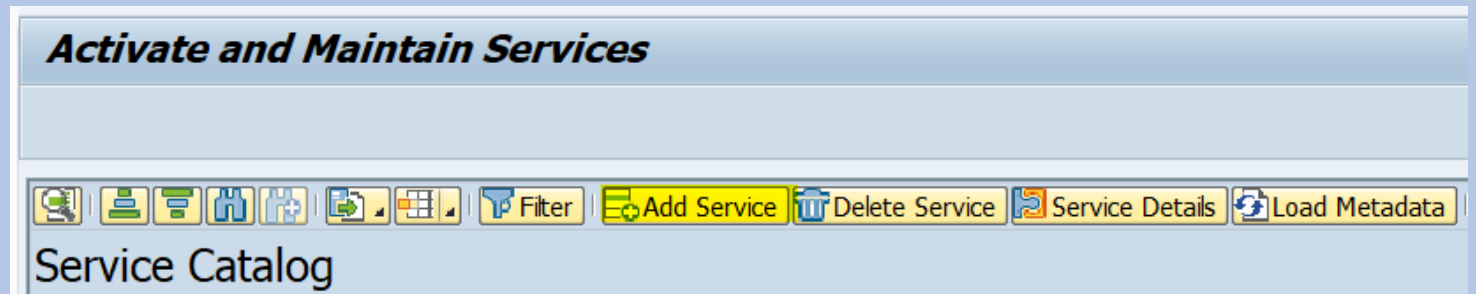 Activate and Maintain Services
Filter Add Service Delete Service Service Details Load Metadata
Service Catalog